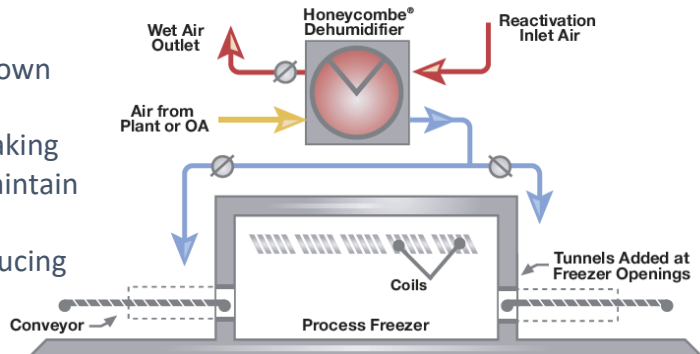 own
aking
aintain
ucing
Honeycombe®
Dehumidifier
Wet Air
Outlet
Reactivation
Inlet Air
Air from
Plant or OA
Coils
Tunnels Added at
Freezer Openings
Conveyor
Process Freezer